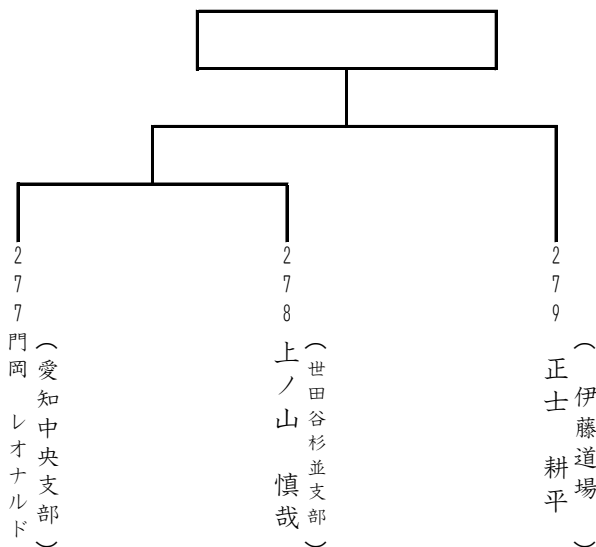 277
門岡 レオナルド
(愛知中央支部)
278
上ノ山 慎哉
(世田谷杉並支部)
279
正士 耕平
(伊藤道場)